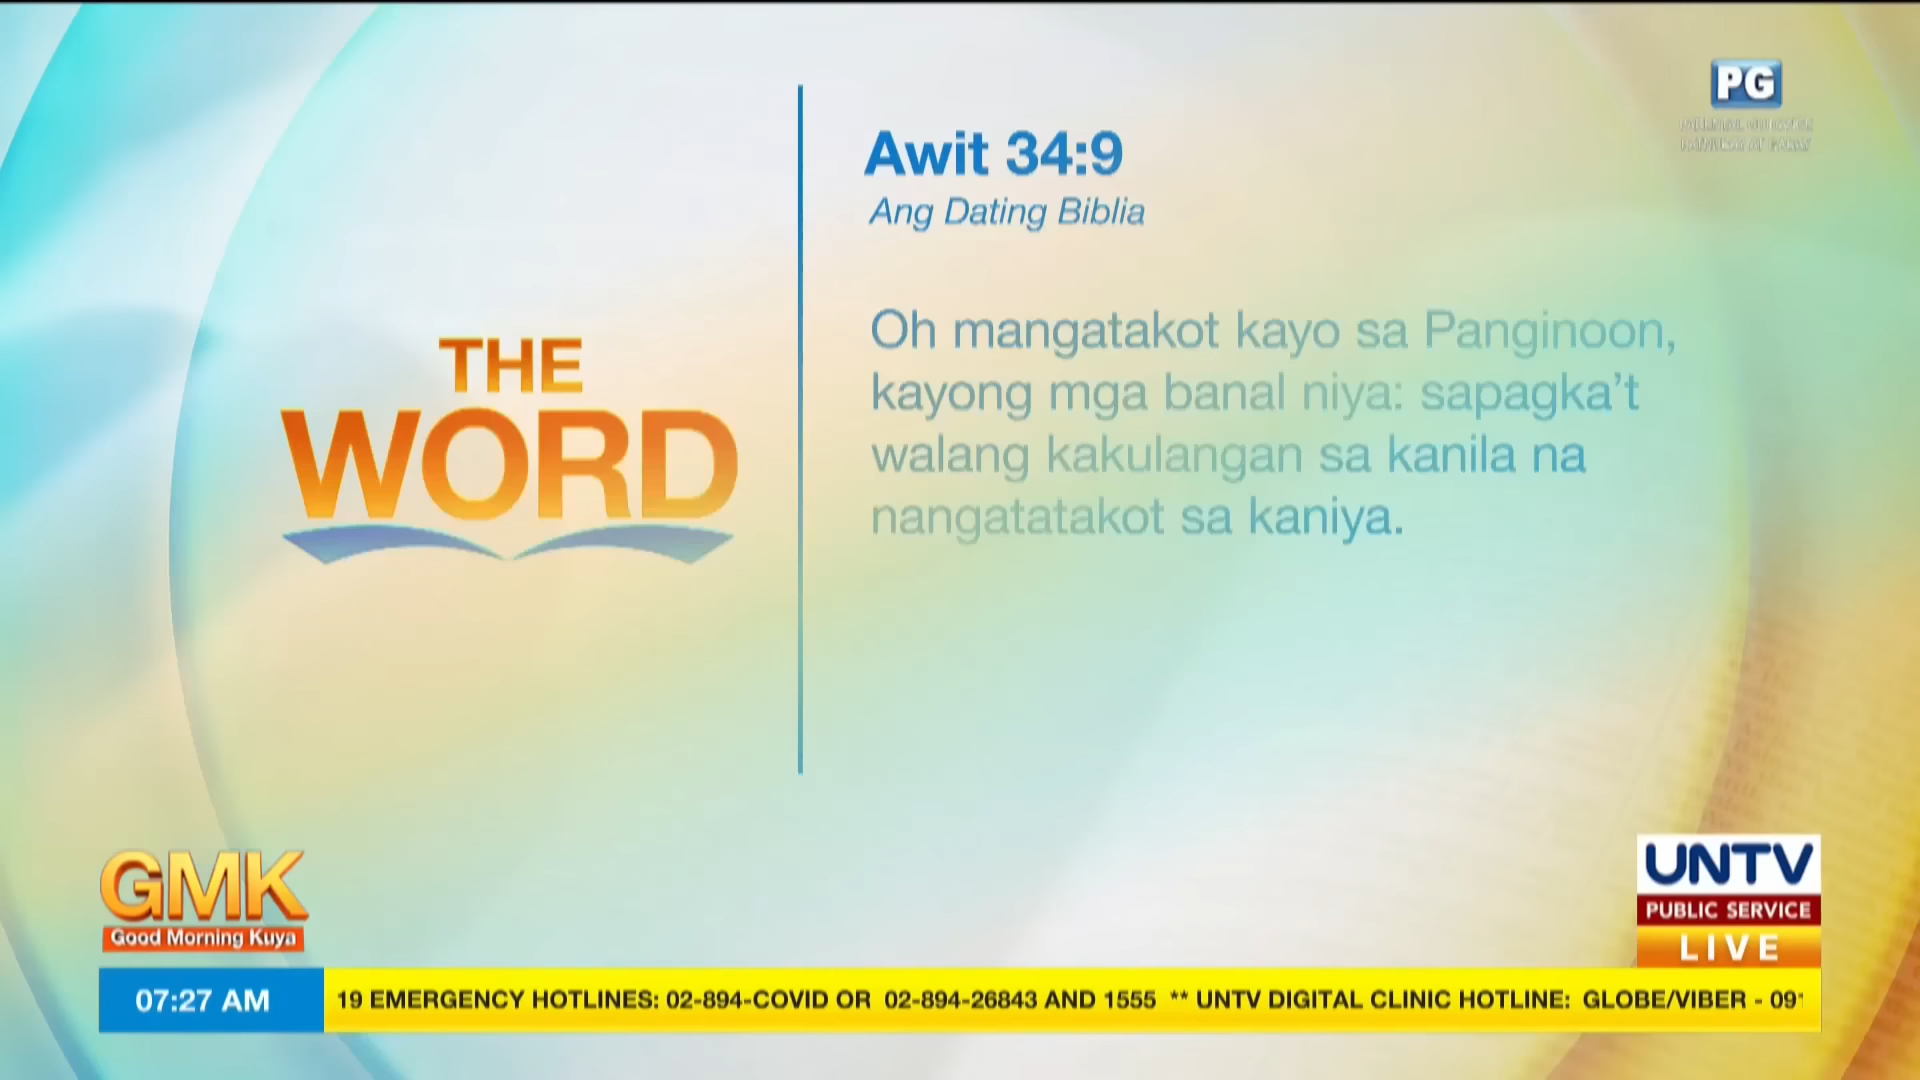 PG
Awit 34:9
Ang Dating Biblia
Oh mangatakot kayo sa Panginoon,
kayong mga banal niya: sapagka't
walang kakulangan sa kanila na
nangatatakot sa kaniya.
THE
WORD
GMK
Good Morning Kuya
UNTV
PUBLIC SERVICE
LIVE
07:27 AM
19 EMERGENCY HOTLINES: 02-894-COVID OR 02-894-26843 AND 1555 ** UNTV DIGITAL CLINIC HOTLINE: GLOBE/VIBER - 09